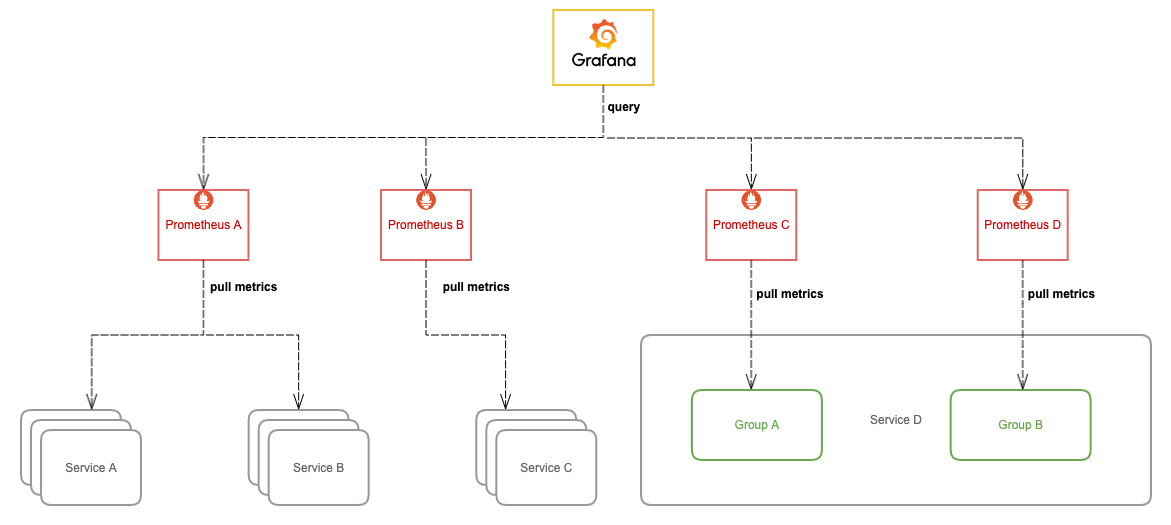 Grafana
query
Prometheus A
Prometheus B
Prometheus C
Prometheus D
pull metrics
pull metrics
pull metrics
pull metrics
Service A
Service B
Service C
Group A
Service D
Group B